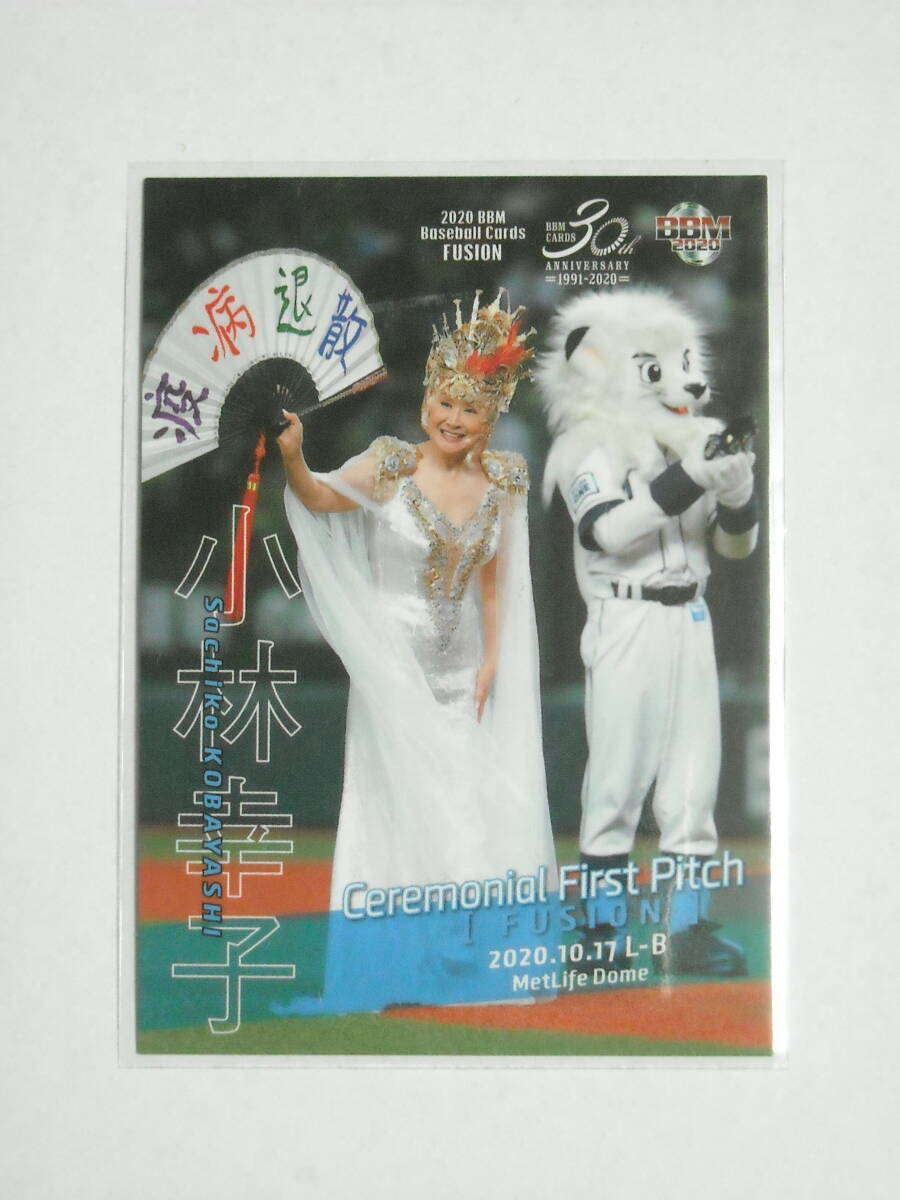 2020 BBM
Baseball Cards
FUSION
BBM
CARDS
30th
ANNIVERSARY
1991-2020
BBM
2020
疫病退散
小林幸子
Sachiko KOBAYASHI
Ceremonial First Pitch
[FUSION]
2020.10.17 L-B
MetLife Dome